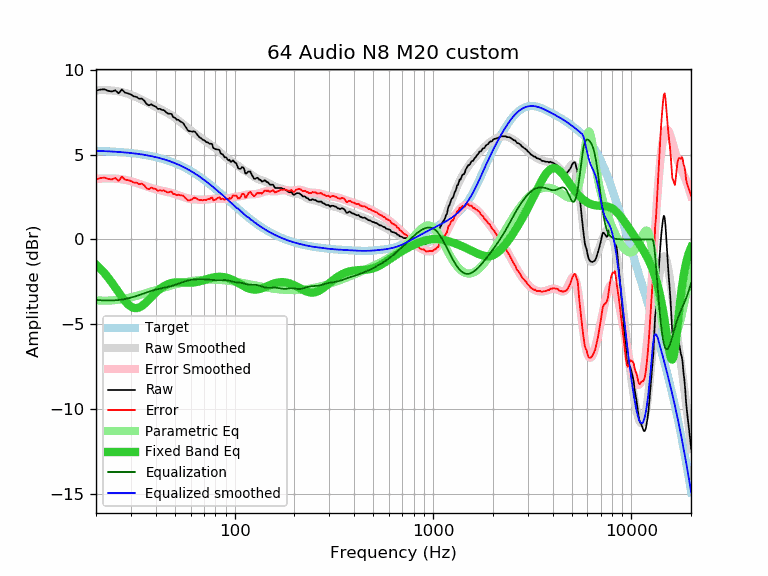 64 Audio N8 M20 custom
10
5
0
−5
−10
−15
Amplitude (dBr)
Target
Raw Smoothed
Error Smoothed
Raw
Error
Parametric Eq
Fixed Band Eq
Equalization
Equalized smoothed
100
1000
10000
Frequency (Hz)